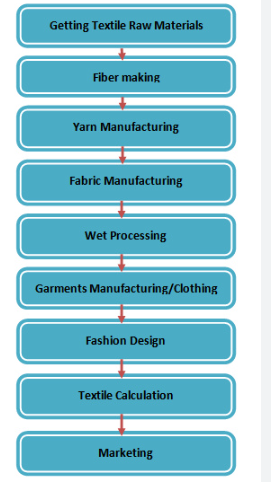 Getting Textile Raw Materials
Fiber making
Yarn Manufacturing
Fabric Manufacturing
Wet Processing
Garments Manufacturing/Clothing
Fashion Design
Textile Calculation
Marketing